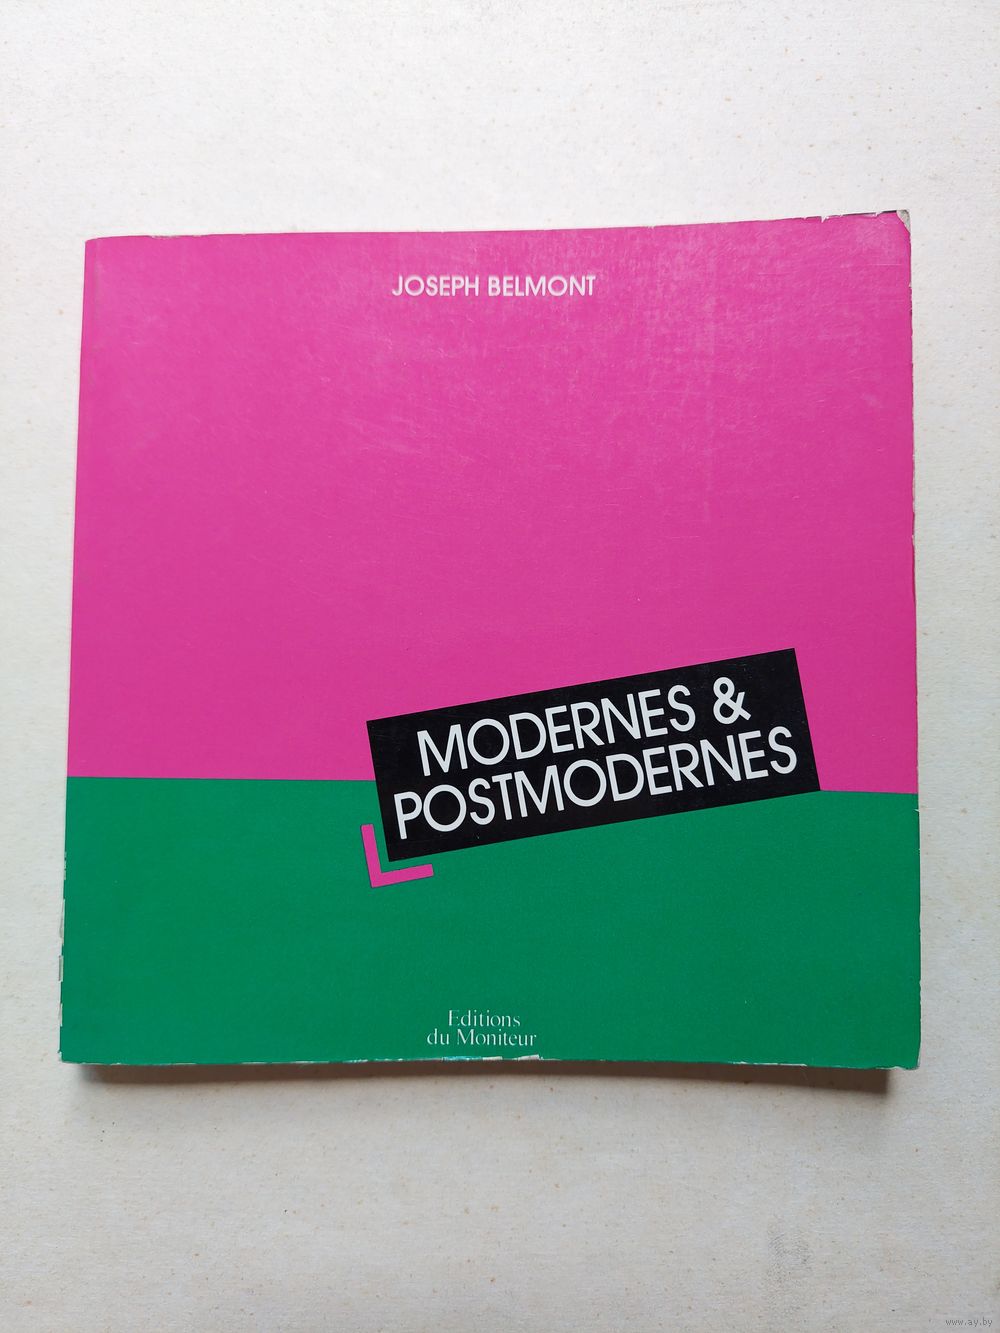 JOSEPH BELMONT
MODERNES &
POSTMODERNES
Editions
du Moniteur
www.ay.by